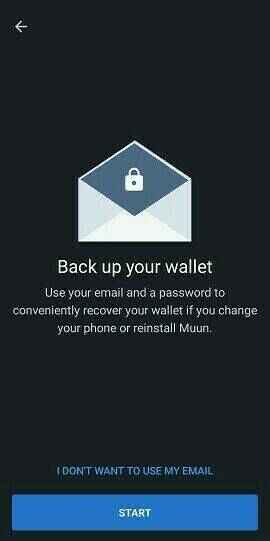 Back up your wallet
Use your email and a password to
conveniently recover your wallet if you change
your phone or reinstall Muun.
I DON'T WANT TO USE MY EMAIL
START